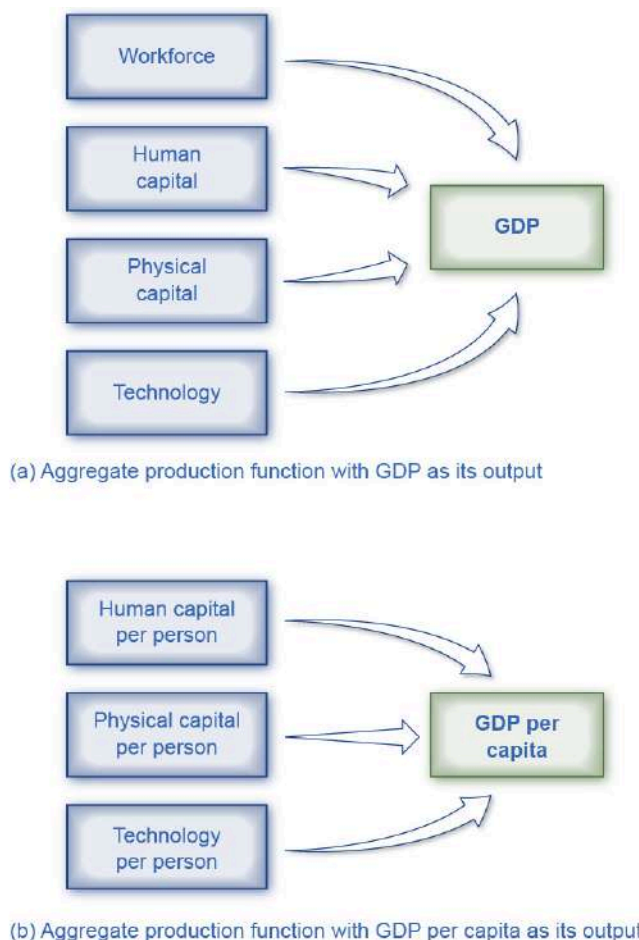 Workforce
Human
capital
Physical
capital
Technology
GDP
(a) Aggregate production function with GDP as its output
Human capital
per person
Physical capital
per person
Technology
per person
GDP per
capita
(b) Aggregate production function with GDP per capita as its output